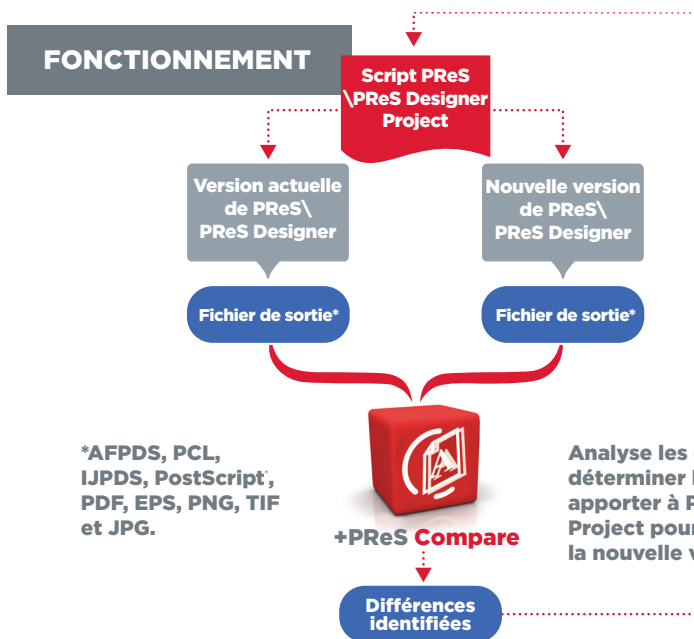 FONCTIONNEMENT
Script PReS
\PReS Designer
Project
Version actuelle
de PReS\
PReS Designer
Nouvelle version
de PReS\
PReS Designer
Fichier de sortie*
Fichier de sortie*
*AFPDS, PCL,
IJPDS, PostScript,
PDF, EPS, PNG, TIF
et JPG.
+PReS Compare
Analyse les
déterminer
apporter à
Project pour
la nouvelle
Différences
identifiées